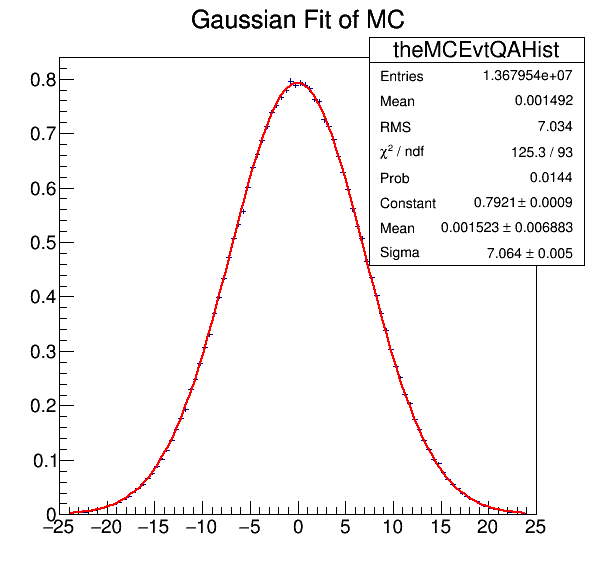 Gaussian Fit of MC
theMCEvtQAHist
Entries 1.367954e+07
Mean 0.001492
RMS 7.034
χ² / ndf 125.3 / 93
Prob 0.0144
Constant 0.7921 ± 0.0009
Mean 0.001523 ± 0.006883
Sigma 7.064 ± 0.005
0.8
0.7
0.6
0.5
0.4
0.3
0.2
0.1
0
−25 −20 −15 −10 −5 0 5 10 15 20 25